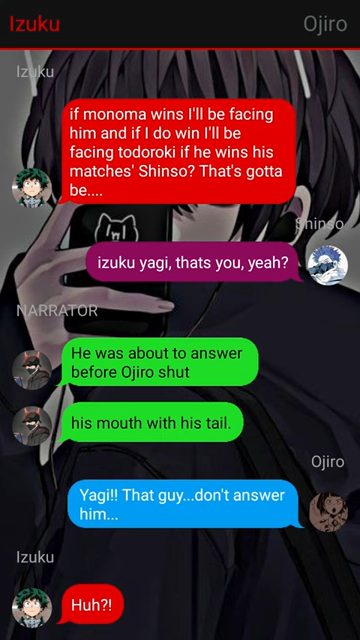 Izuku
Ojiro
Izuku
if monoma wins I'll be facing
him and if I do win I'll be
facing todoroki if he wins his
matches' Shinso? That's gotta
be....
Shinso
izuku yagi, thats you, yeah?
NARRATOR
He was about to answer
before Ojiro shut
his mouth with his tail.
Ojiro
Yagi!! That guy...don't answer
him...
Izuku
Huh?!